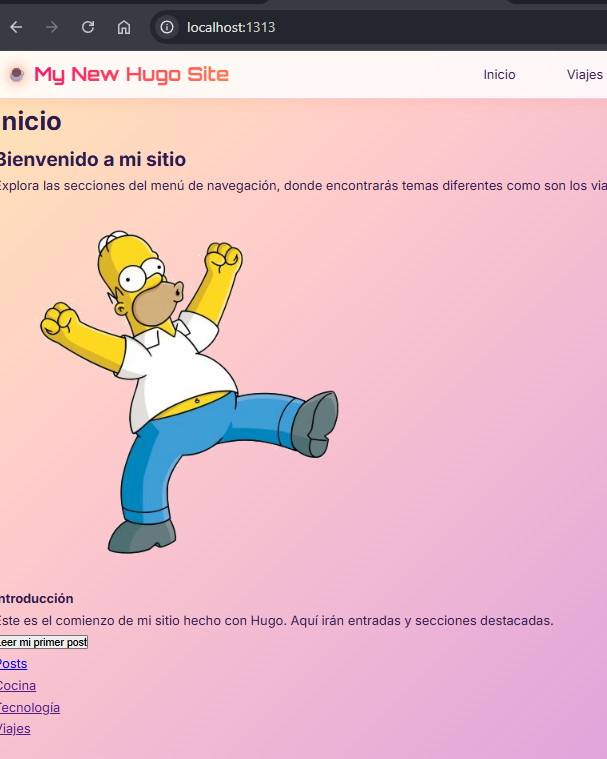 localhost:1313
My New Hugo Site
Inicio
Viajes
Inicio
Bienvenido a mi sitio
Explora las secciones del menú de navegación, donde encontrarás temas diferentes como son los via
Introducción
Este es el comienzo de mi sitio hecho con Hugo. Aquí irán entradas y secciones destacadas.
Leer mi primer post
Posts
Cocina
Tecnología
Viajes